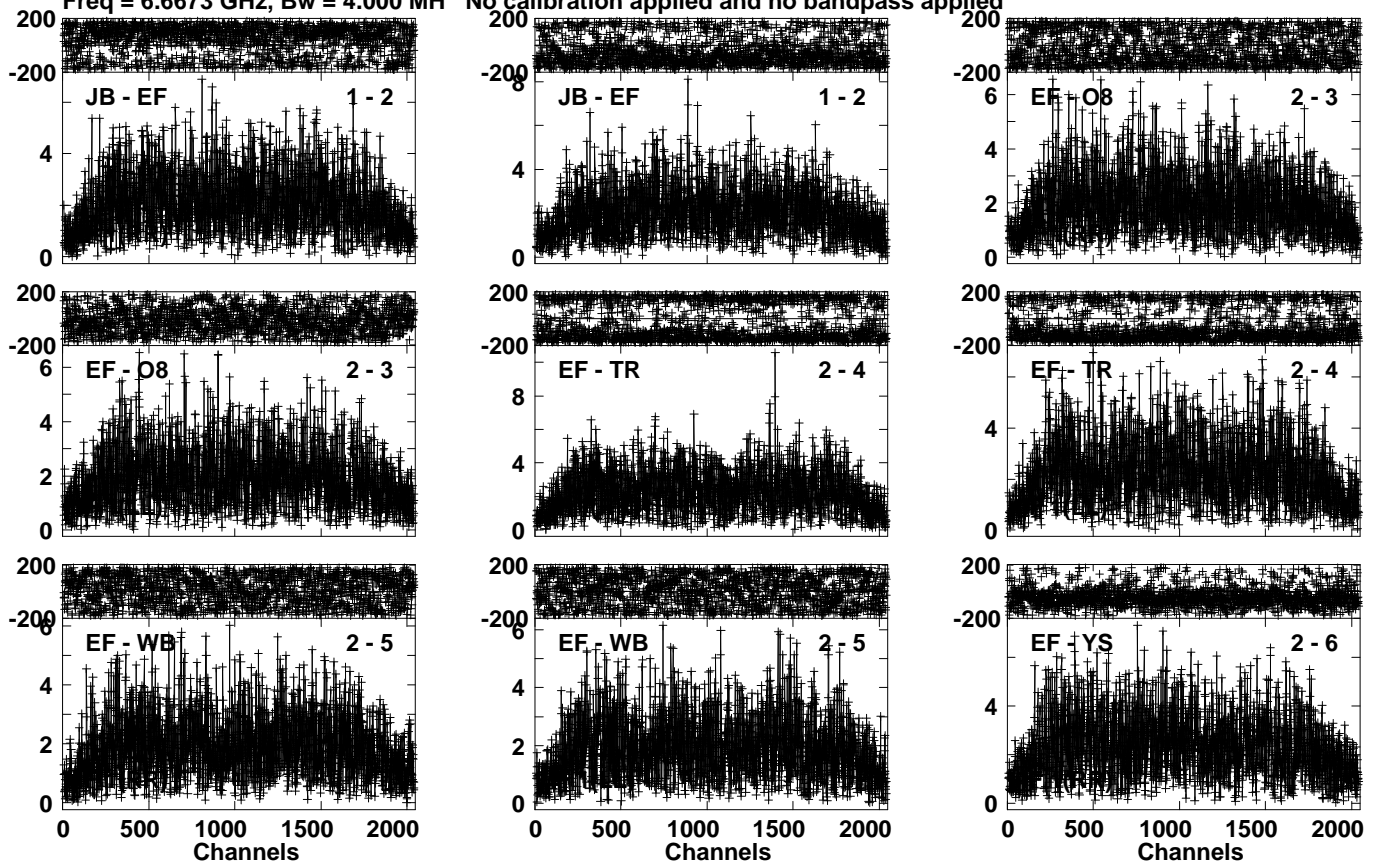 Freq = 6.6673 GHz, Bw = 4.000 MH No calibration applied and no bandpass applied
200 200 200
-200 -200 -200
8
JB - EF 1 - 2 JB - EF 1 - 2 EF - O8 2 - 3
6
4 4 4
2
0 0 0
200 200 200
-200 -200 -200
EF - O8 2 - 3 EF - TR 2 - 4 EF - TR 2 - 4
6 8
4 4 4
2
0 0 0
200 200 200
-200 -200 -200
6 6
EF - WB 2 - 5 EF - WB 2 - 5 EF - YS 2 - 6
4 4 4
2 2
0 0 0
0 500 1000 1500 2000 0 500 1000 1500 2000 0 500 1000 1500 2000
Channels Channels Channels